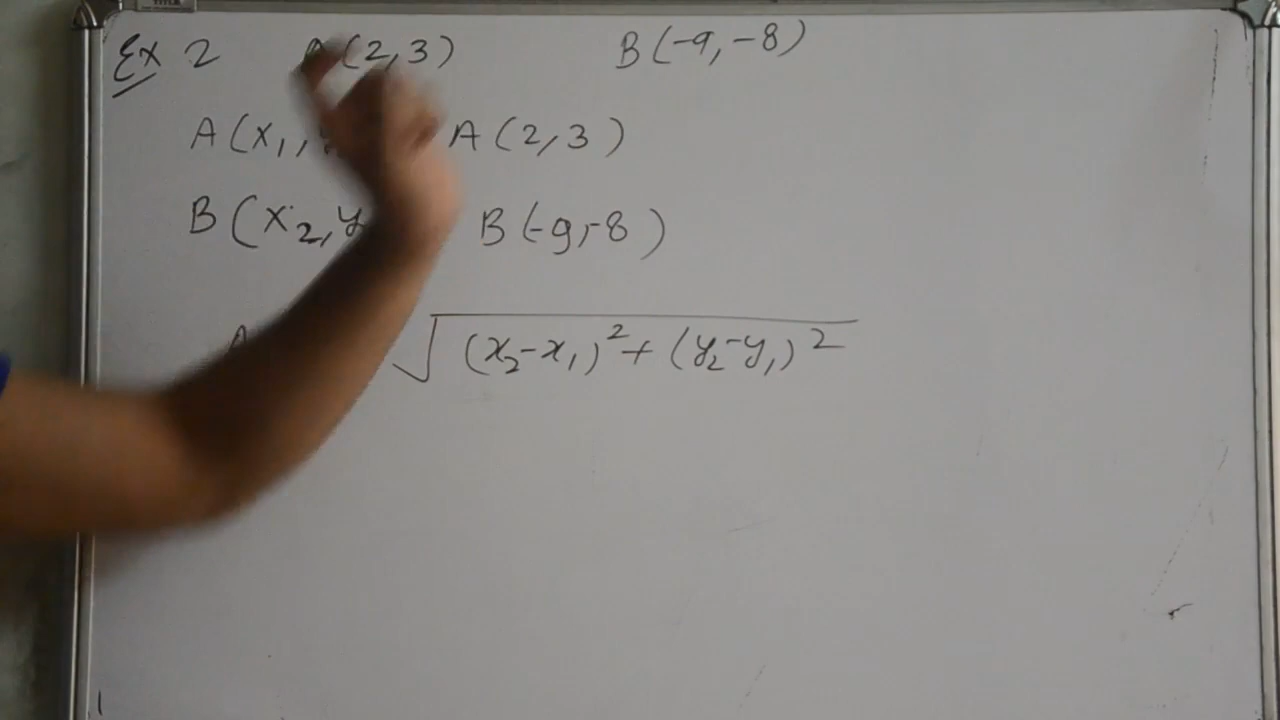 Ex 2 A(2,3) B(-9,-8)
A(x₁, A(2,3)
B(x₂,y B(-9,-8)
A √(x₂-x₁)²+(y₂-y₁)²